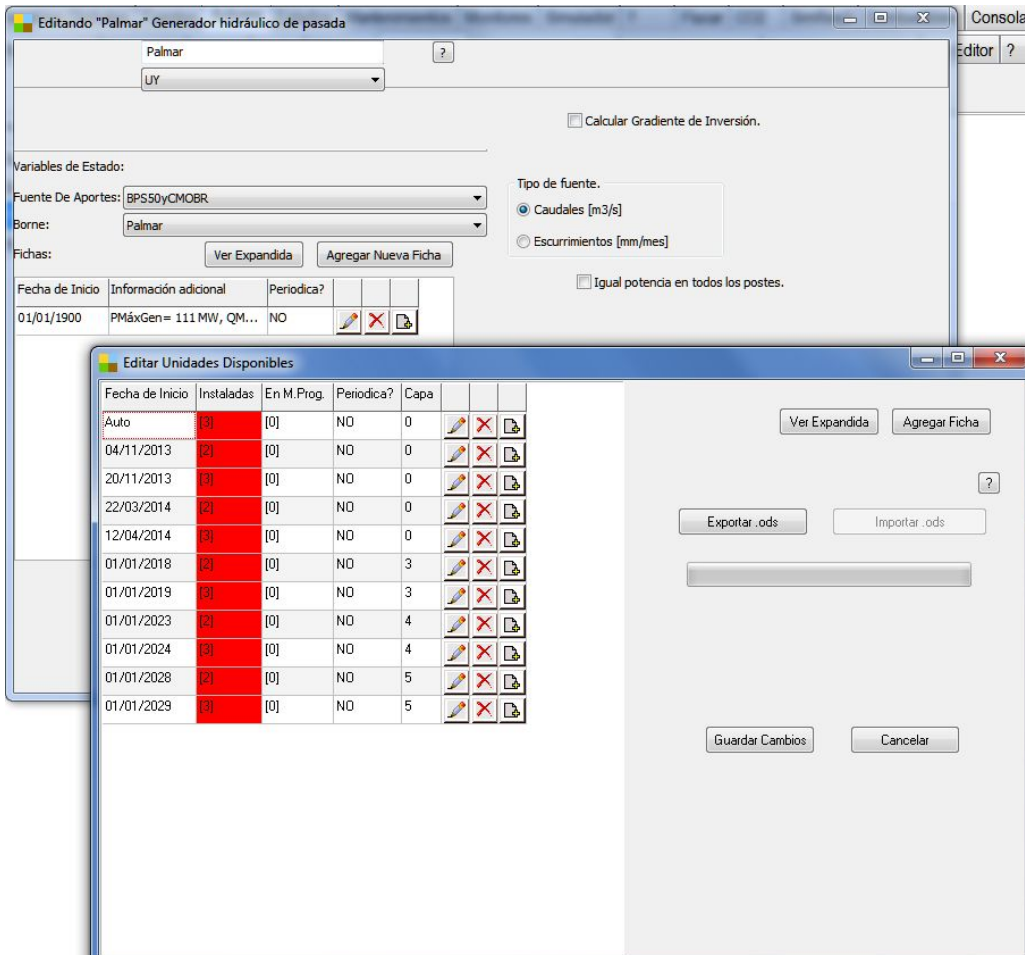 Editando "Palmar" Generador hidráulico de pasada
Consola
Editor ?
Palmar ?
UY
Calcular Gradiente de Inversión.
Variables de Estado:
Fuente De Aportes: BPS50yCMOBR
Borne: Palmar
Tipo de fuente.
Caudales [m3/s]
Escurrimientos [mm/mes]
Fichas: Ver Expandida Agregar Nueva Ficha
Igual potencia en todos los postes.
Fecha de Inicio Información adicional Periodica?
01/01/1900 PMáxGen= 111 MW, QM... NO
Editar Unidades Disponibles
Fecha de Inicio Instaladas En M.Prog. Periodica? Capa
Auto [3] [0] NO 0
04/11/2013 [2] [0] NO 0
20/11/2013 [3] [0] NO 0
22/03/2014 [2] [0] NO 0
12/04/2014 [3] [0] NO 0
01/01/2018 [2] [0] NO 3
01/01/2019 [3] [0] NO 3
01/01/2023 [2] [0] NO 4
01/01/2024 [3] [0] NO 4
01/01/2028 [2] [0] NO 5
01/01/2029 [3] [0] NO 5
Ver Expandida Agregar Ficha
?
Exportar .ods Importar .ods
Guardar Cambios Cancelar